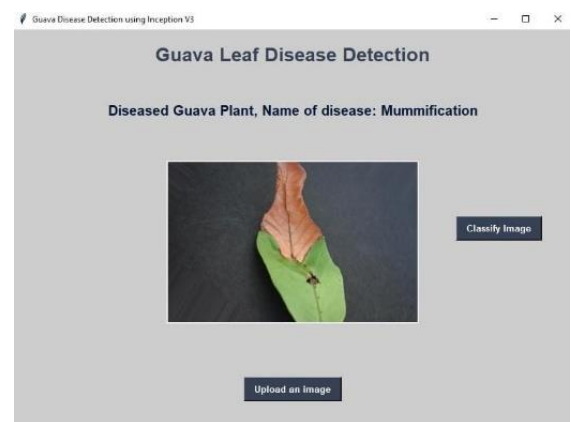 Guava Disease Detection using Inception V3
Guava Leaf Disease Detection
Diseased Guava Plant, Name of disease: Mummification
Classify Image
Upload an image